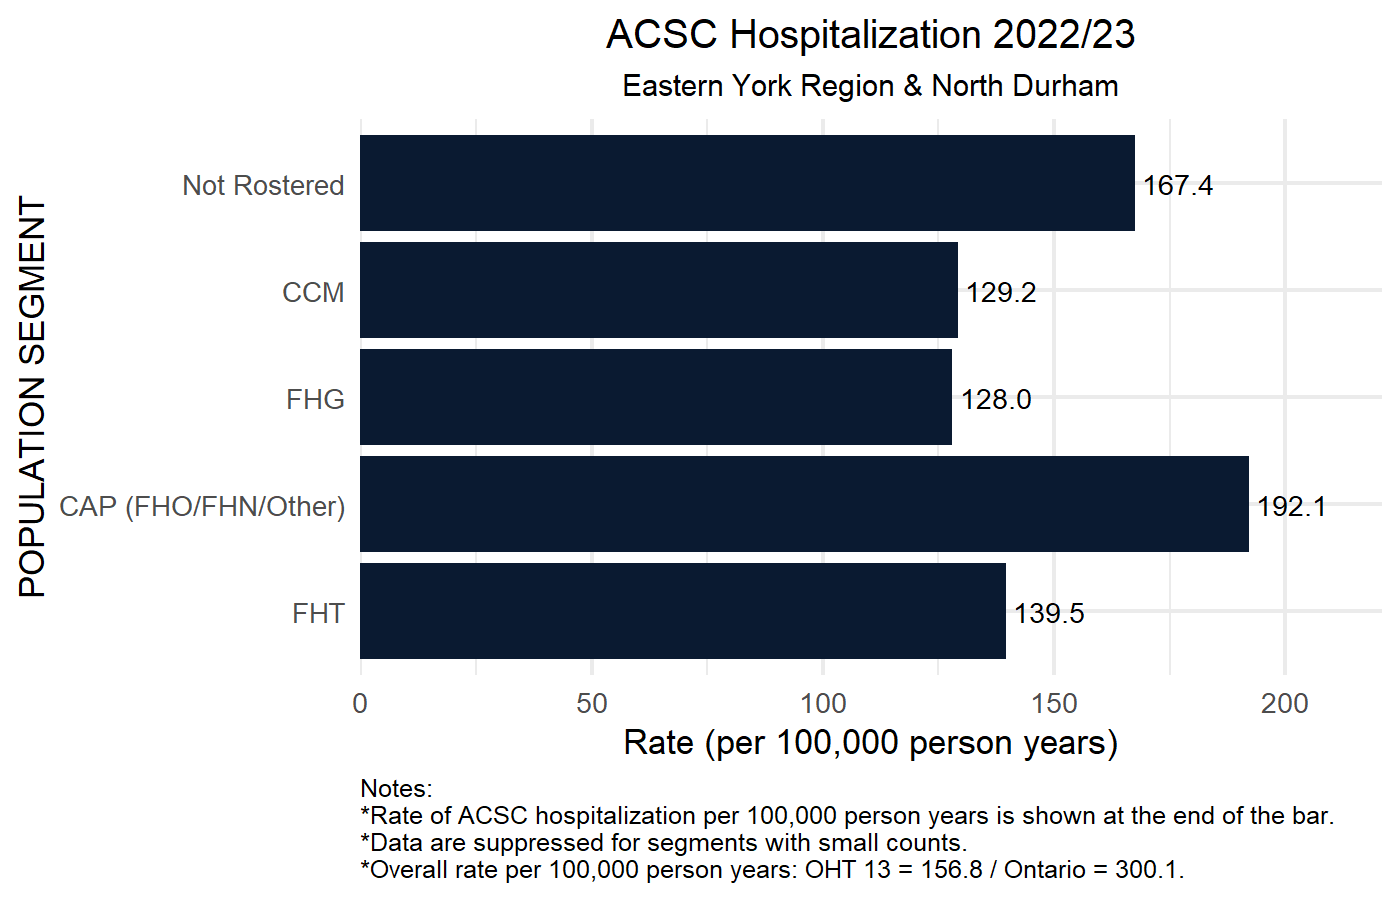 ACSC Hospitalization 2022/23
Eastern York Region & North Durham
POPULATION SEGMENT
Not Rostered
167.4
CCM
129.2
FHG
128.0
CAP (FHO/FHN/Other)
192.1
FHT
139.5
0
50
100
150
200
Rate (per 100,000 person years)
Notes:
*Rate of ACSC hospitalization per 100,000 person years is shown at the end of the bar.
*Data are suppressed for segments with small counts.
*Overall rate per 100,000 person years: OHT 13 = 156.8 / Ontario = 300.1.